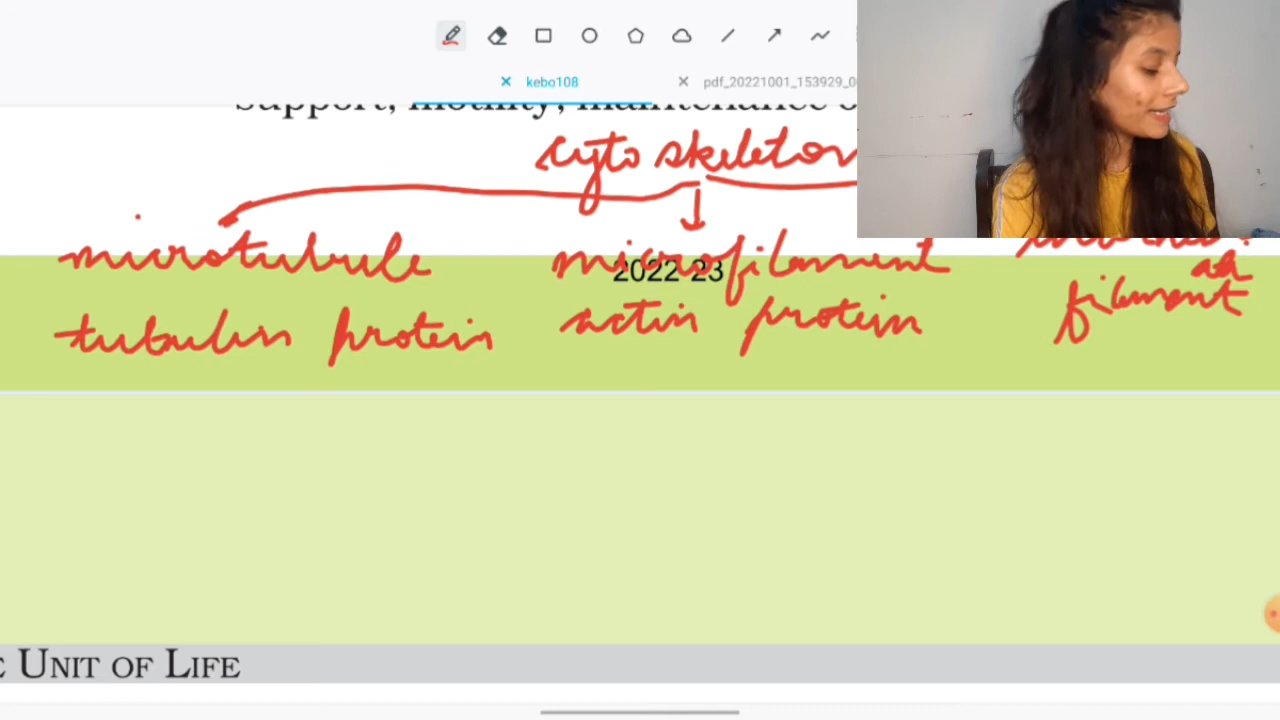 kebo108
pdf_20221001_153929_0
support, motility, maintenance o
cyto skeleton
microtubule microfilament
2022-23
filament
tubulin protein actin protein
UNIT OF LIFE